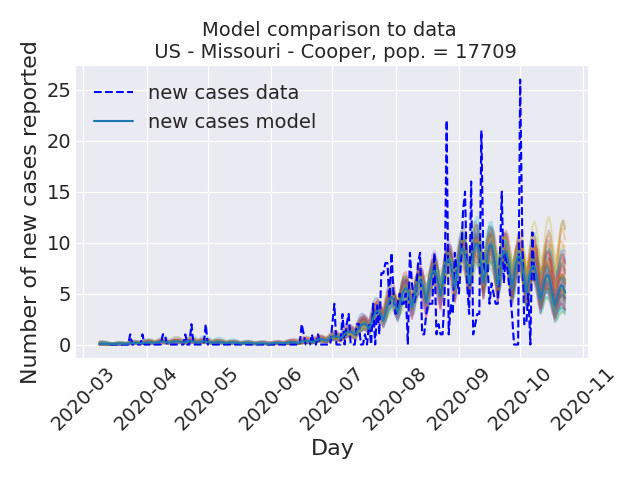 Model comparison to data
US - Missouri - Cooper, pop. = 17709
Number of new cases reported
25
20
15
10
5
0
new cases data
new cases model
2020-03
2020-04
2020-05
2020-06
2020-07
2020-08
2020-09
2020-10
2020-11
Day